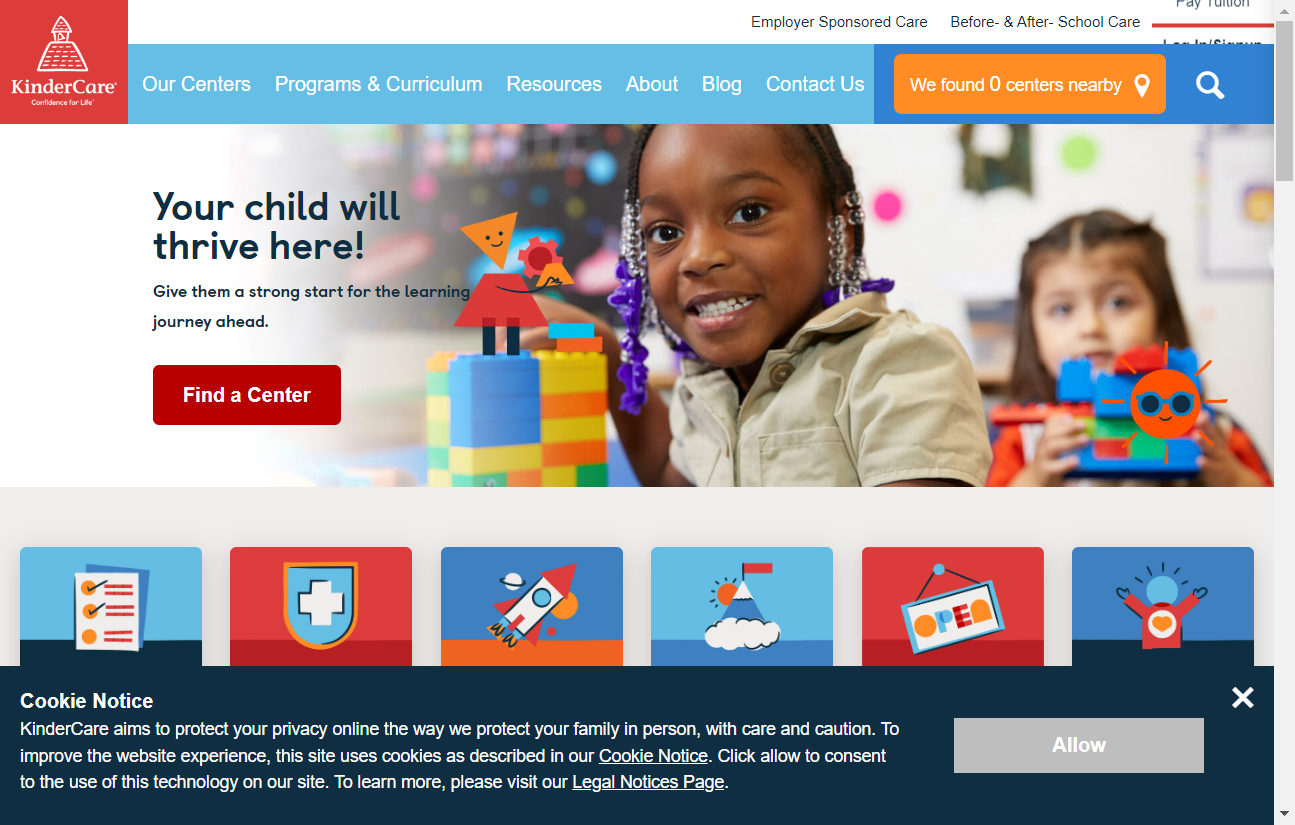 Pay Tuition
Employer Sponsored Care
Before- & After- School Care
Log In/Signup
KinderCare
Confidence for Life
Our Centers
Programs & Curriculum
Resources
About
Blog
Contact Us
We found 0 centers nearby
Your child will
thrive here!
Give them a strong start for the learning
journey ahead.
Find a Center
OPEN
Cookie Notice
KinderCare aims to protect your privacy online the way we protect your family in person, with care and caution. To
improve the website experience, this site uses cookies as described in our Cookie Notice. Click allow to consent
to the use of this technology on our site. To learn more, please visit our Legal Notices Page.
Allow